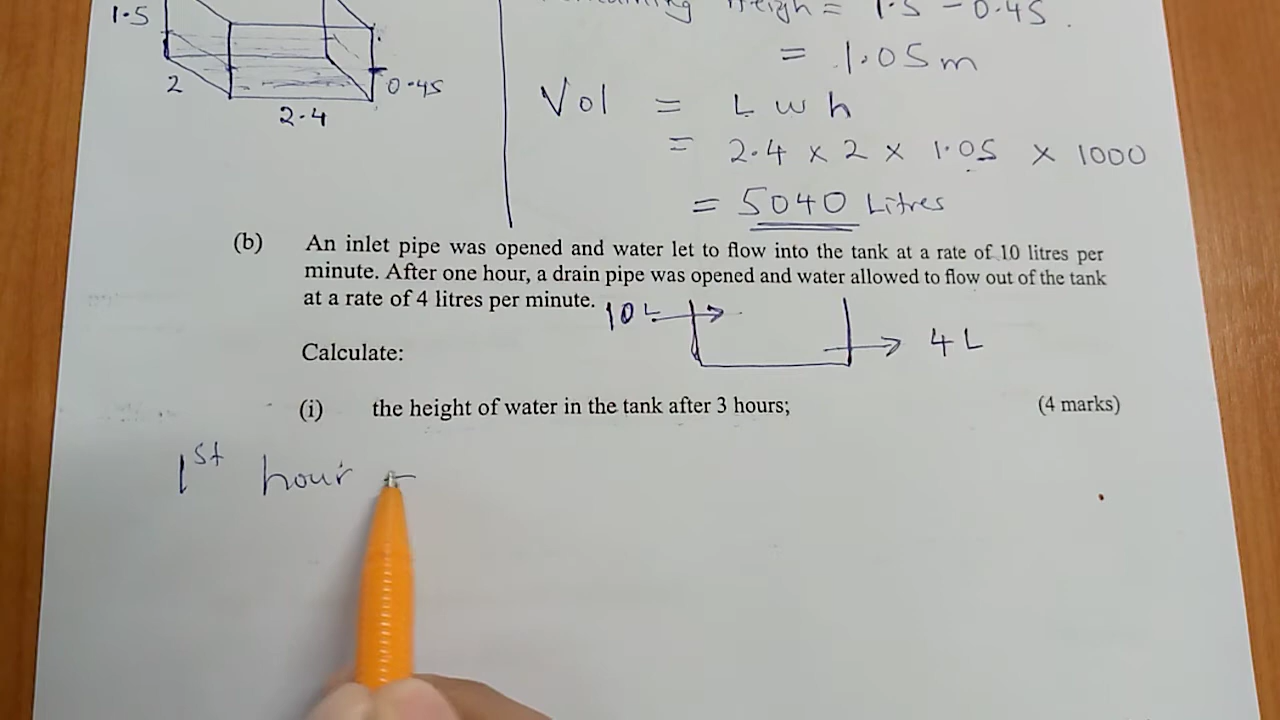 1.5
2
2.4
0.45
Heigh = 1.5 - 0.45
= 1.05m
Vol = L w h
= 2.4 x 2 x 1.05 x 1000
= 5040 Litres
(b) An inlet pipe was opened and water let to flow into the tank at a rate of 10 litres per
minute. After one hour, a drain pipe was opened and water allowed to flow out of the tank
at a rate of 4 litres per minute.
10 L
4 L
Calculate:
(i) the height of water in the tank after 3 hours; (4 marks)
1st hour